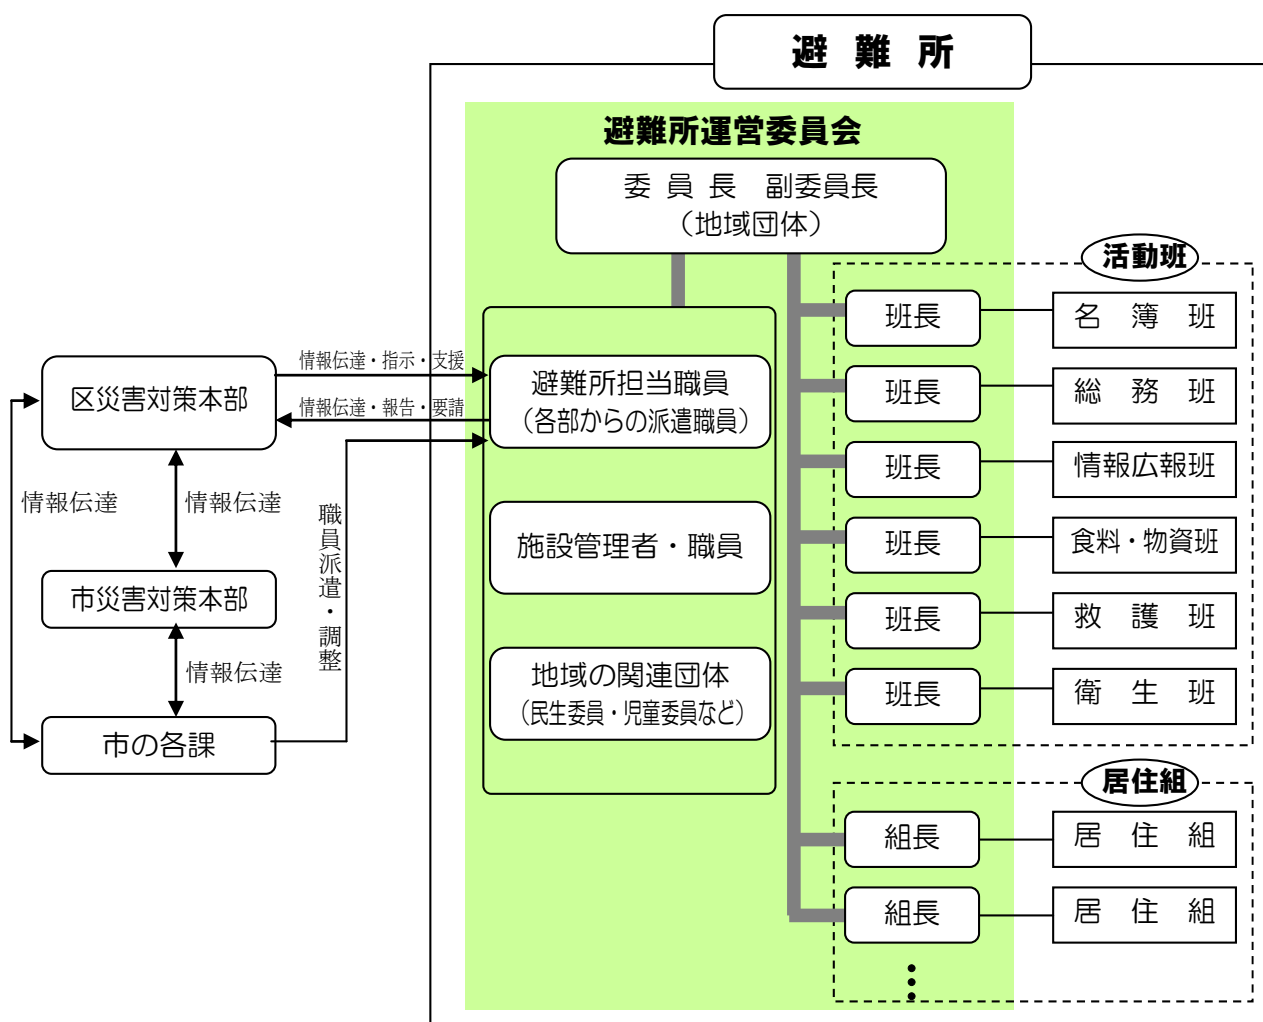 避 難 所
避難所運営委員会
委 員 長 副委員長
（地域団体）
活動班
班長
名 簿 班
班長
総 務 班
班長
情報広報班
班長
食料・物資班
班長
救 護 班
班長
衛 生 班
避難所担当職員
（各部からの派遣職員）
施設管理者・職員
地域の関連団体
（民生委員・児童委員など）
情報伝達・指示・支援
情報伝達・報告・要請
区災害対策本部
情報伝達
情報伝達
職員派遣・調整
市災害対策本部
情報伝達
市の各課
居住組
組長
居 住 組
組長
居 住 組